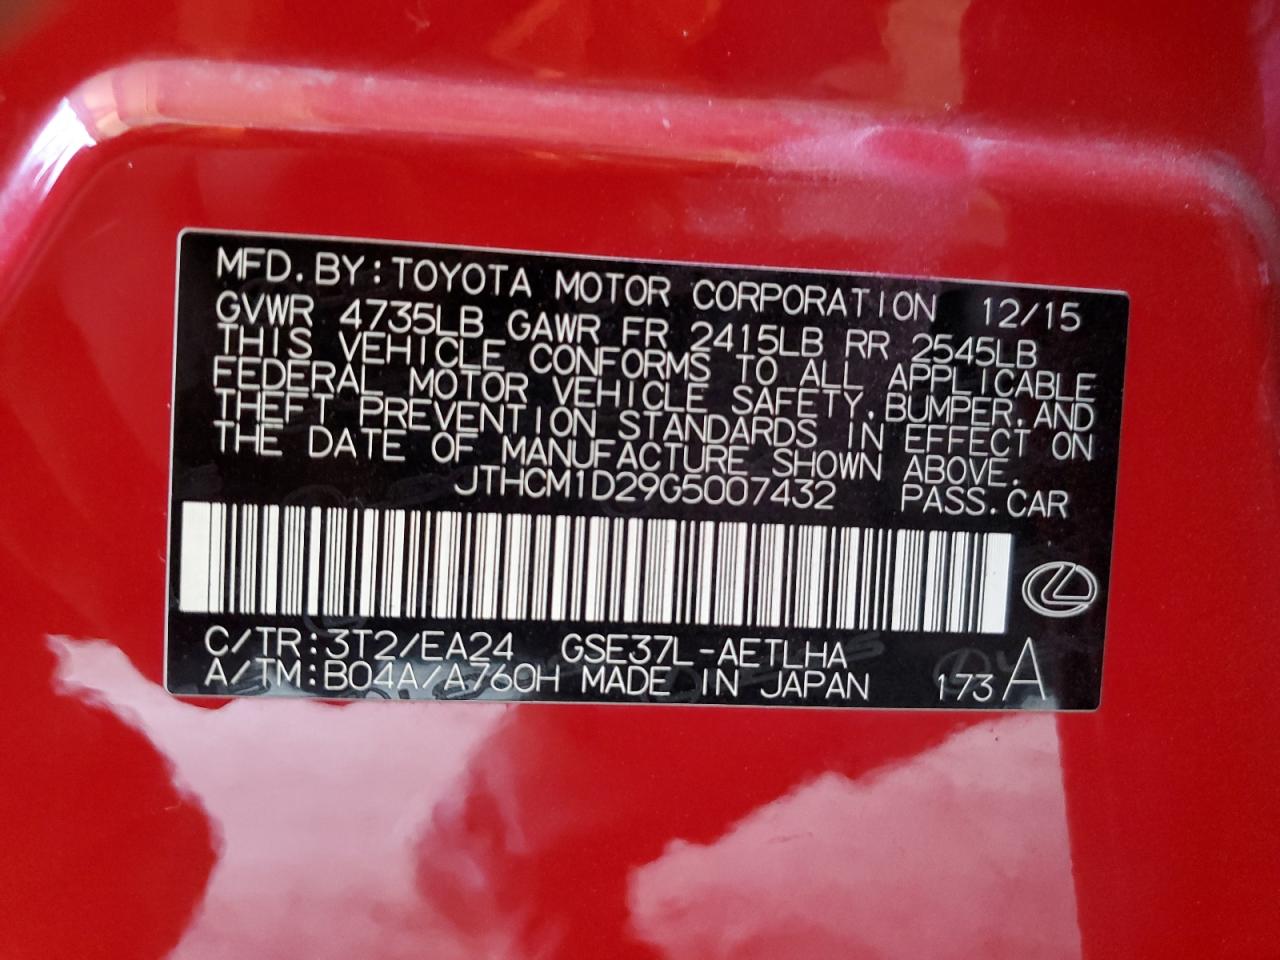 MFD. BY: TOYOTA MOTOR CORPORATION 12/15
GVWR 4735LB GAWR FR 2415LB RR 2545LB
THIS VEHICLE CONFORMS TO ALL APPLICABLE
FEDERAL MOTOR VEHICLE SAFETY, BUMPER, AND
THEFT PREVENTION STANDARDS IN EFFECT ON
THE DATE OF MANUFACTURE SHOWN ABOVE.
JTHCM1D29G5007432 PASS. CAR
C/TR: 3T2/EA24 GSE37L-AETLHA
A/TM: B04A/A760H MADE IN JAPAN 173 A